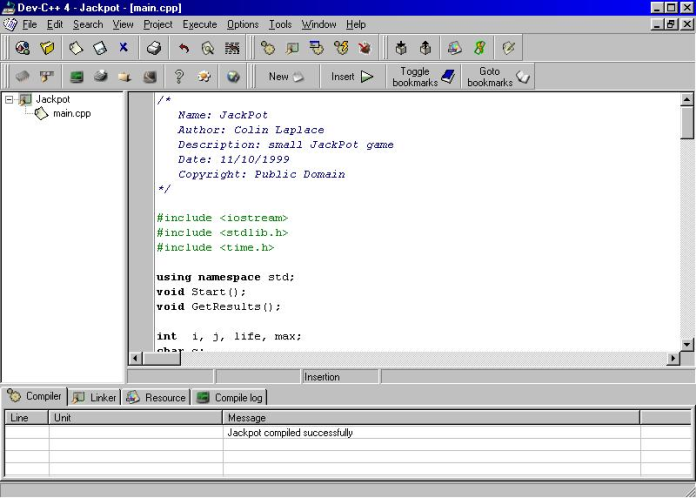 Dev-C++ 4 - Jackpot - [main.cpp]
File Edit Search View Project Execute Options Tools Window Help
New Insert Toggle bookmarks Goto bookmarks
Jackpot
main.cpp
/*
Name: JackPot
Author: Colin Laplace
Description: small JackPot game
Date: 11/10/1999
Copyright: Public Domain
*/
#include <iostream>
#include <stdlib.h>
#include <time.h>
using namespace std;
void Start();
void GetResults();
int i, j, life, max;
char c;
Insertion
Compiler Linker Resource Compile log
Line Unit Message
Jackpot compiled successfully